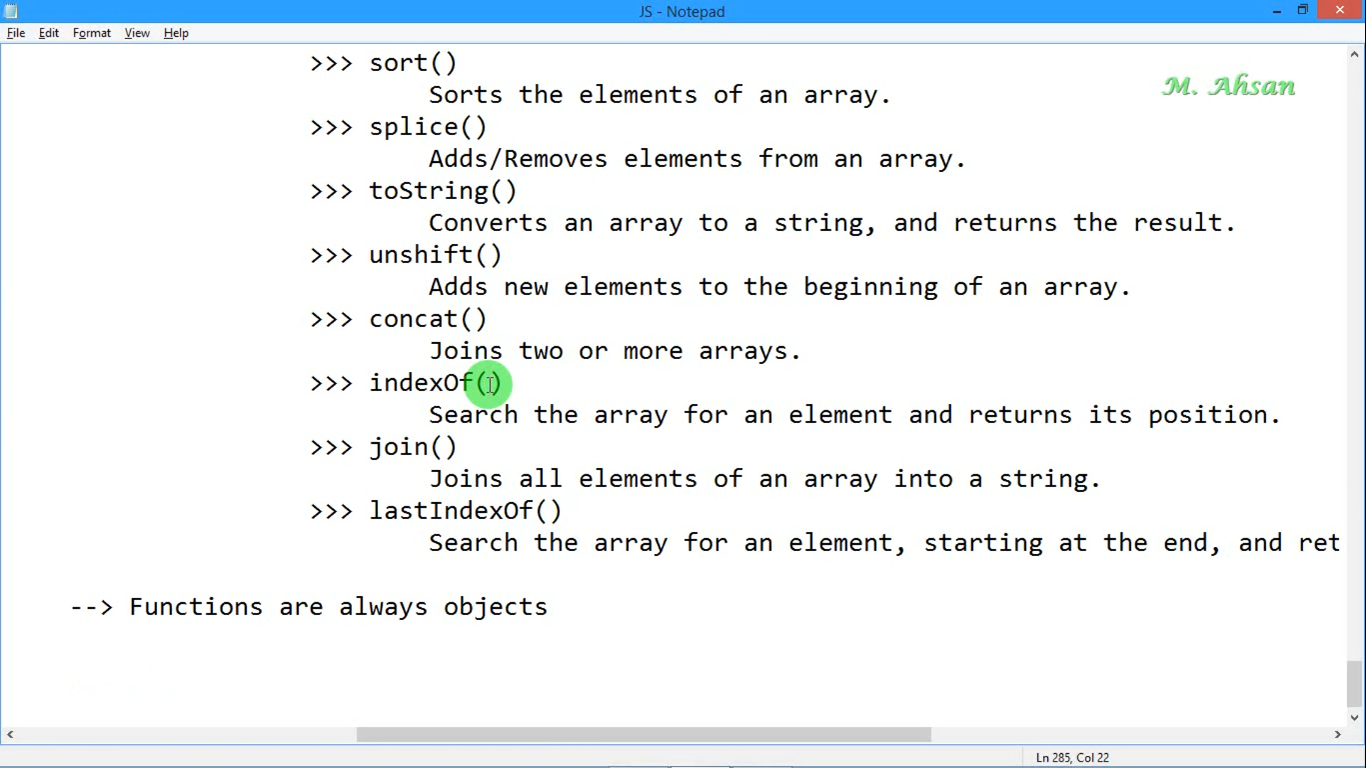 JS - Notepad
File Edit Format View Help
>>> sort()
Sorts the elements of an array.
M. Ahsan
>>> splice()
Adds/Removes elements from an array.
>>> toString()
Converts an array to a string, and returns the result.
>>> unshift()
Adds new elements to the beginning of an array.
>>> concat()
Joins two or more arrays.
>>> indexOf()
Search the array for an element and returns its position.
>>> join()
Joins all elements of an array into a string.
>>> lastIndexOf()
Search the array for an element, starting at the end, and ret
--> Functions are always objects
Ln 285, Col 22